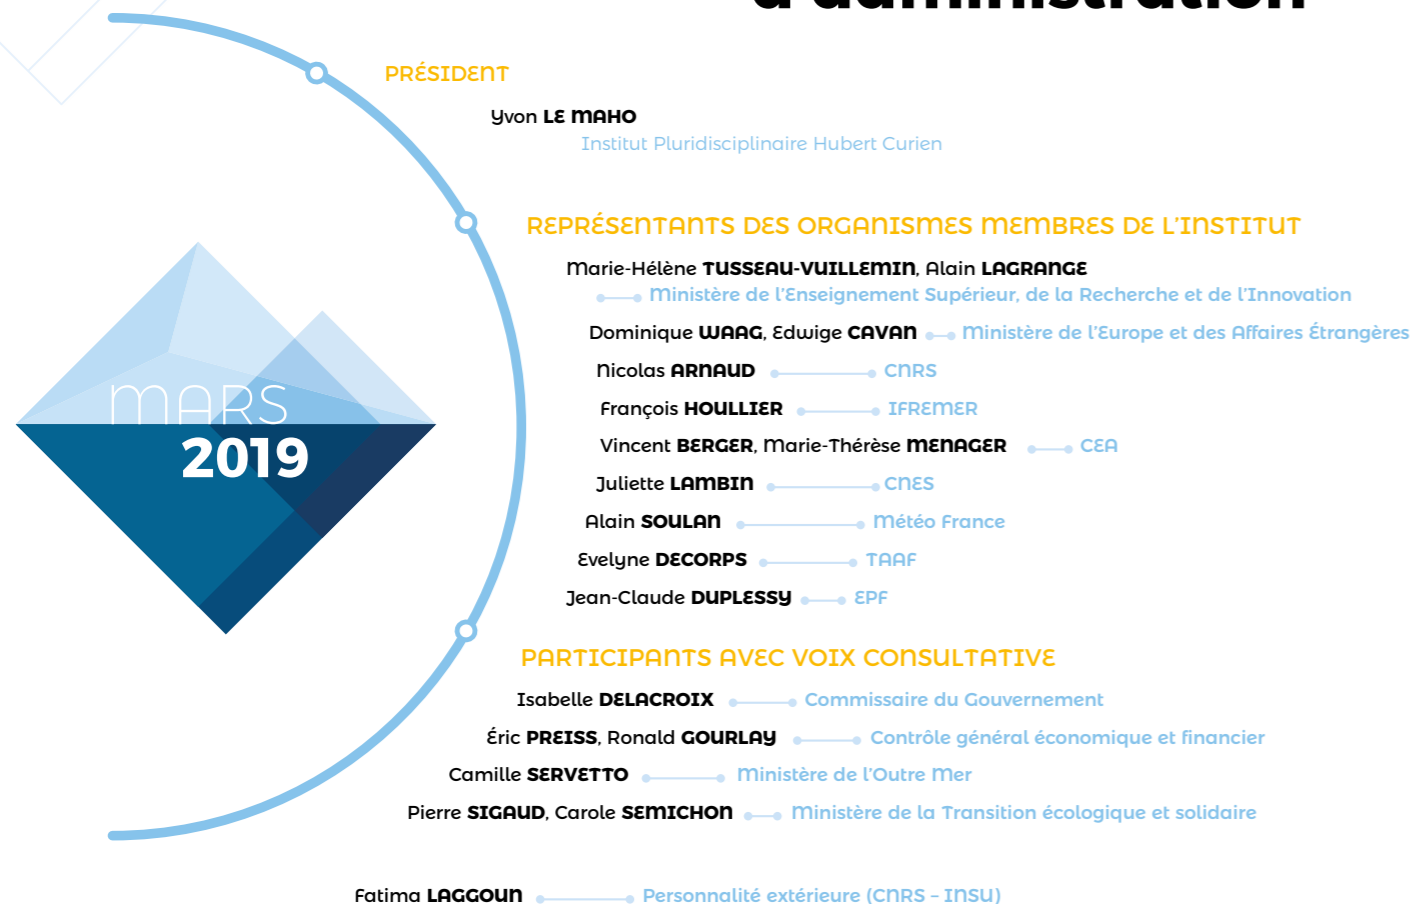 d'administration
PRÉSIDENT
Yvon LE MAHO
Institut Pluridisciplinaire Hubert Curien
REPRÉSENTANTS DES ORGANISMES MEMBRES DE L'INSTITUT
Marie-Hélène TUSSEAU-VUILLEMIN, Alain LAGRANGE
Ministère de l'Enseignement Supérieur, de la Recherche et de l'Innovation
Dominique WAAG, Edwige CAVAN Ministère de l'Europe et des Affaires Étrangères
Nicolas ARNAUD CNRS
François HOULLIER IFREMER
Vincent BERGER, Marie-Thérèse MENAGER CEA
Juliette LAMBIN CNES
Alain SOULAN Météo France
Evelyne DECORPS TAAF
Jean-Claude DUPLESSY EPF
MARS
2019
PARTICIPANTS AVEC VOIX CONSULTATIVE
Isabelle DELACROIX Commissaire du Gouvernement
Éric PREISS, Ronald GOURLAY Contrôle général économique et financier
Camille SERVETTO Ministère de l'Outre Mer
Pierre SIGAUD, Carole SEMICHON Ministère de la Transition écologique et solidaire
Fatima LAGGOUN Personnalité extérieure (CNRS - INSU)